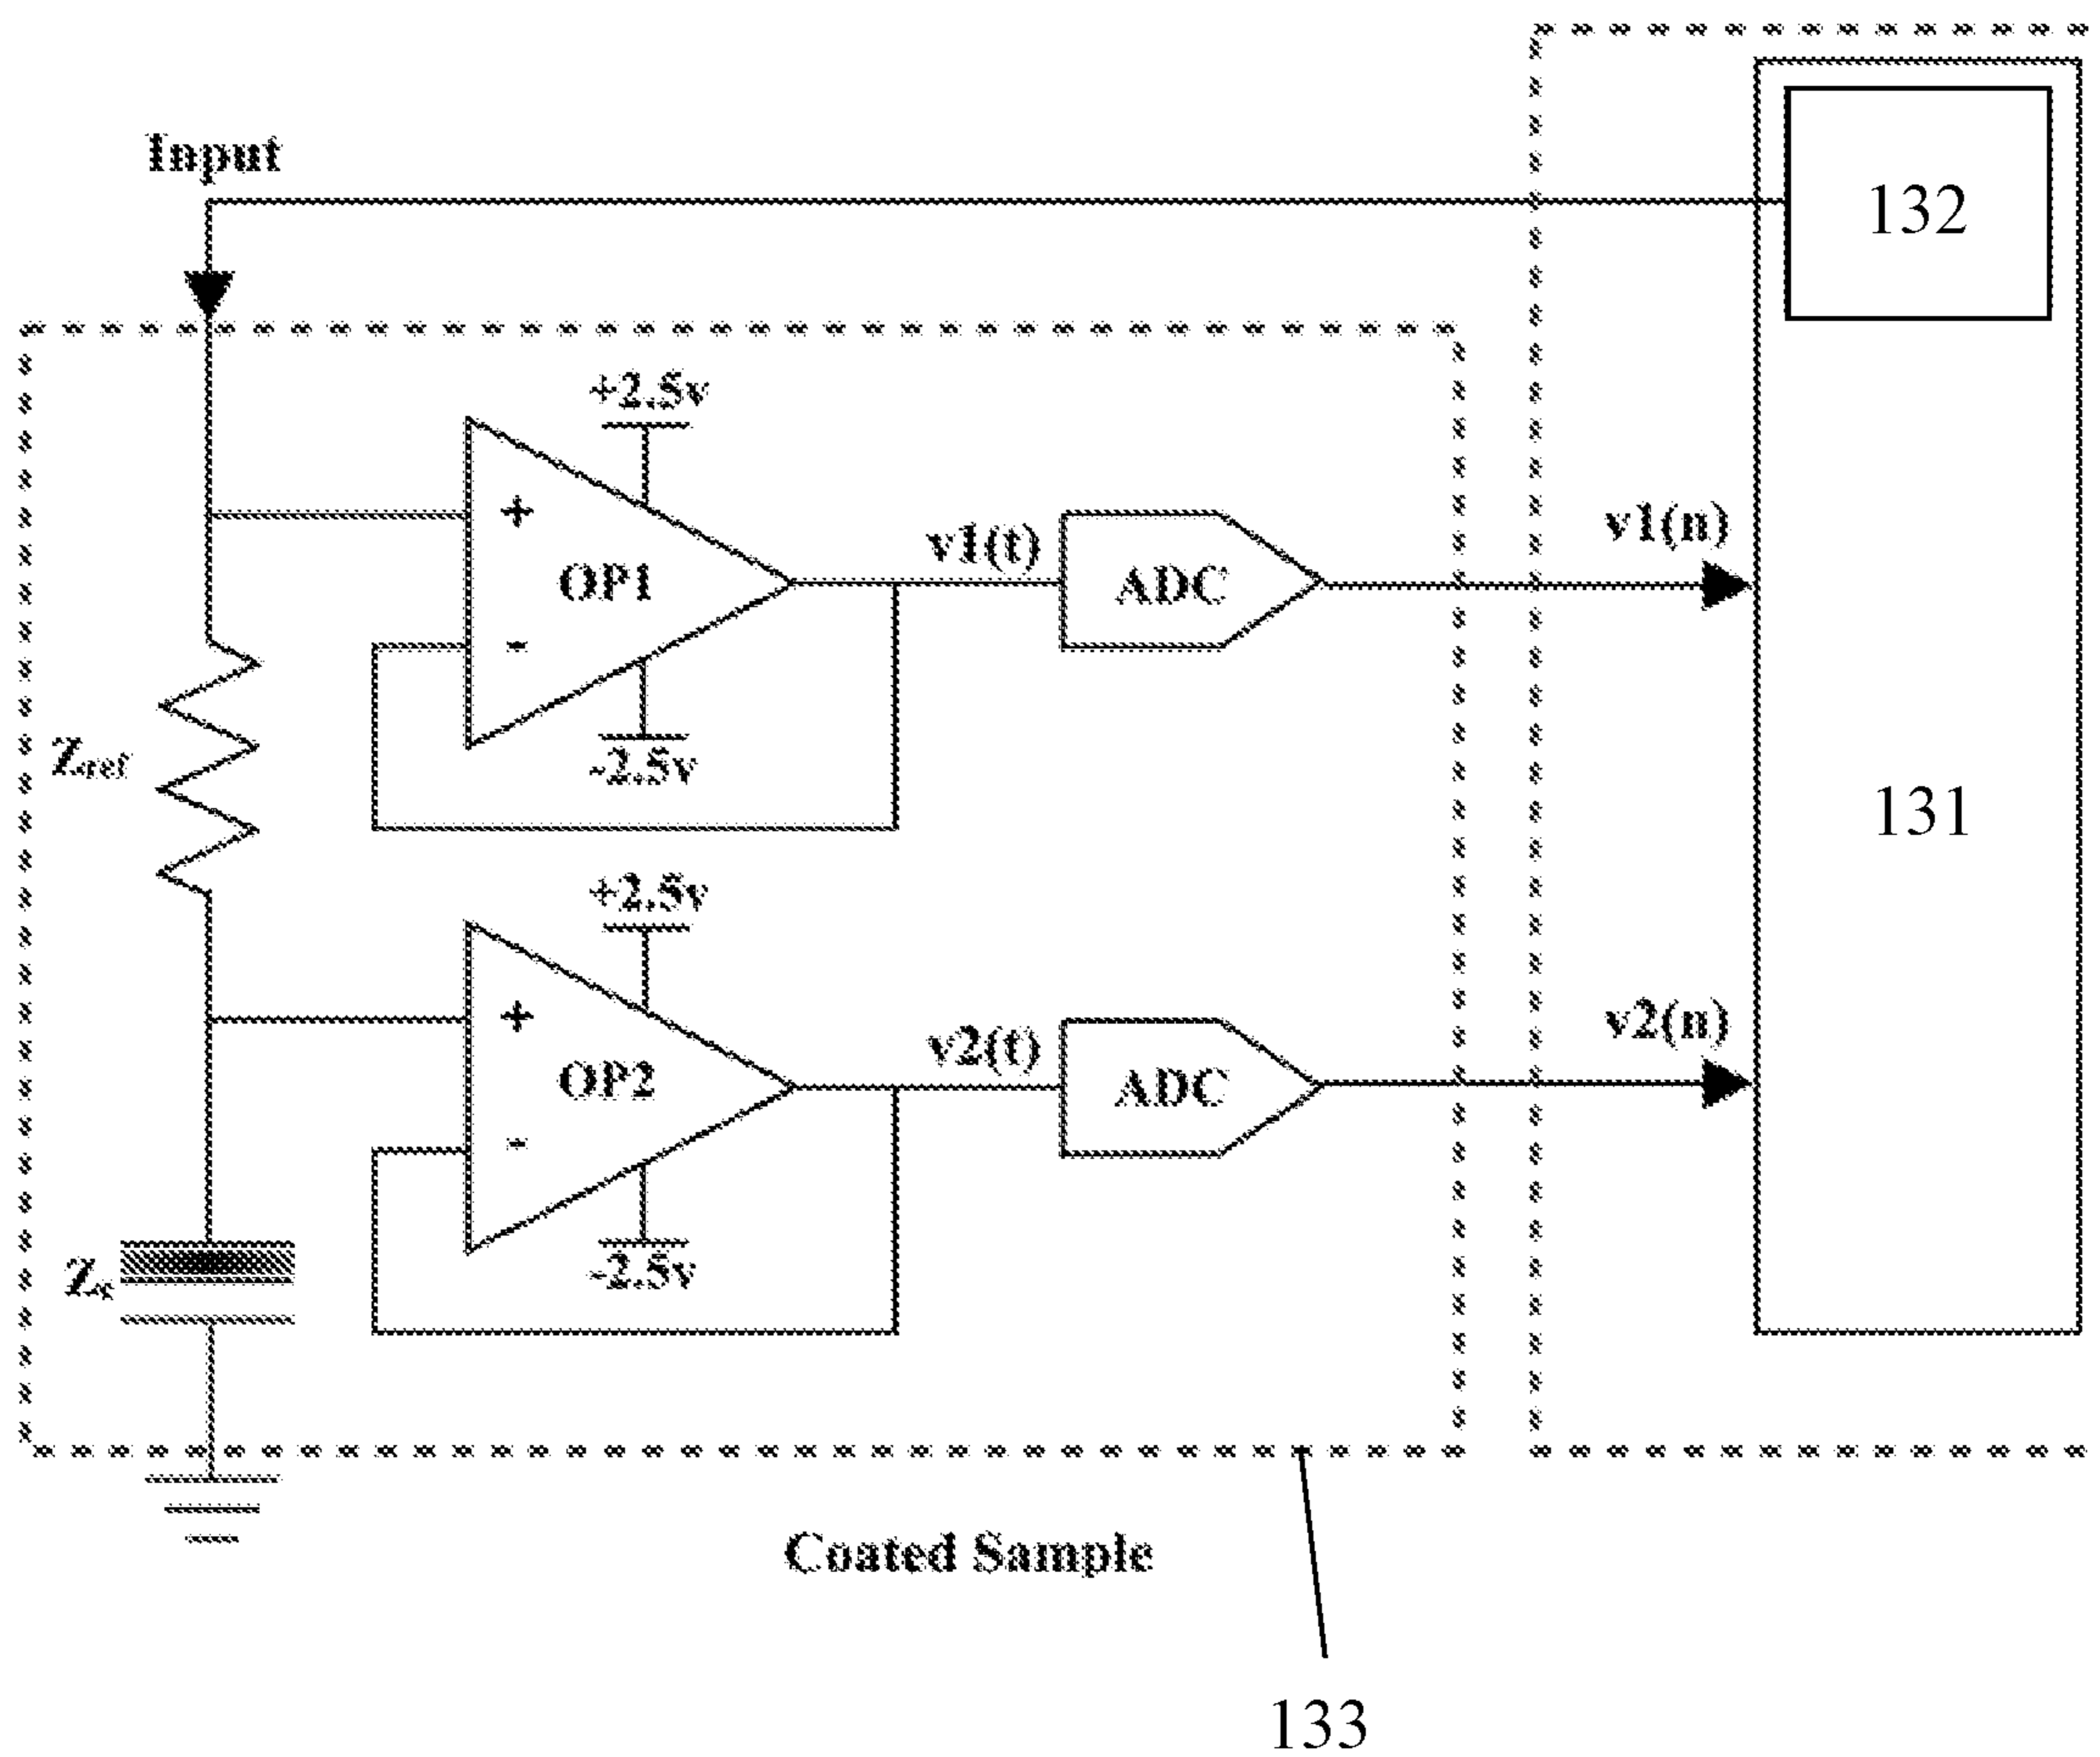 Input
132
+2.5v
+
OP1
-
-2.5v
v1(t)
ADC
v1(n)
Zref
131
+2.5v
+
OP2
-
-2.5v
v2(t)
ADC
v2(n)
Zx
Coated Sample
133